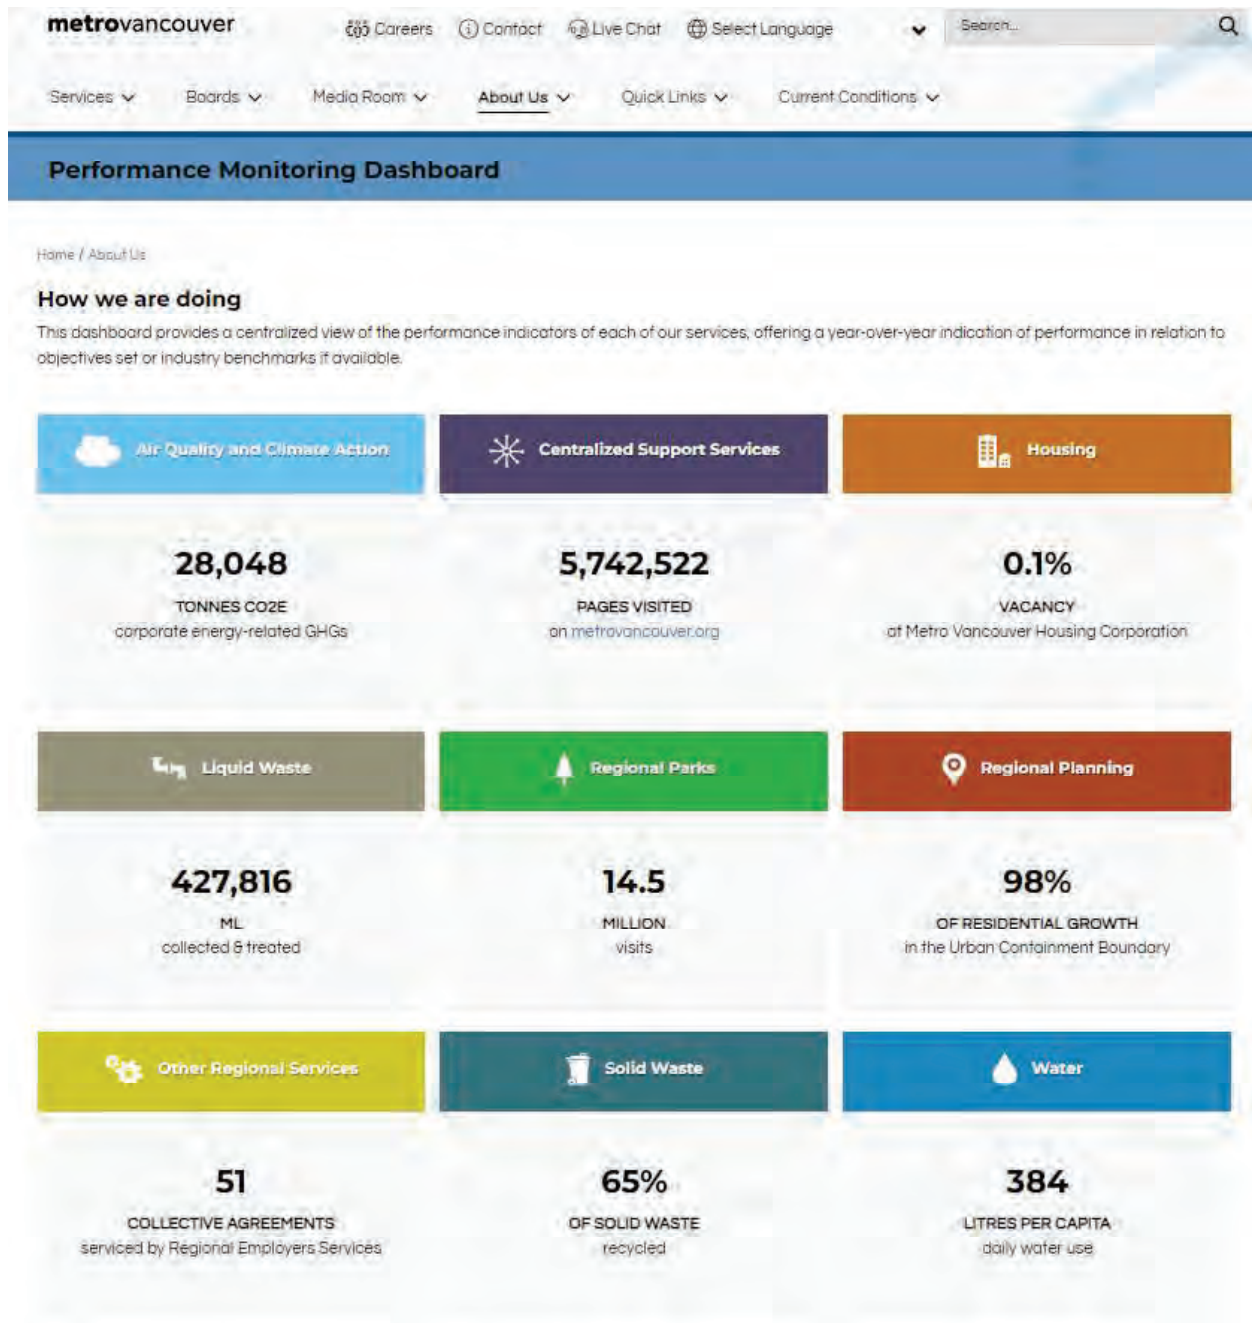 metrovancouver
Careers Contact Live Chat Select Language Search...
Services Boards Media Room About Us Quick Links Current Conditions
Performance Monitoring Dashboard
Home / About Us
How we are doing
This dashboard provides a centralized view of the performance indicators of each of our services, offering a year-over-year indication of performance in relation to
objectives set or industry benchmarks if available.
Air Quality and Climate Action Centralized Support Services Housing
28,048 5,742,522 0.1%
TONNES CO2E PAGES VISITED VACANCY
corporate energy-related GHGs on metrovancouver.org at Metro Vancouver Housing Corporation
Liquid Waste Regional Parks Regional Planning
427,816 14.5 98%
ML MILLION OF RESIDENTIAL GROWTH
collected & treated visits in the Urban Containment Boundary
Other Regional Services Solid Waste Water
51 65% 384
COLLECTIVE AGREEMENTS OF SOLID WASTE LITRES PER CAPITA
serviced by Regional Employers Services recycled daily water use